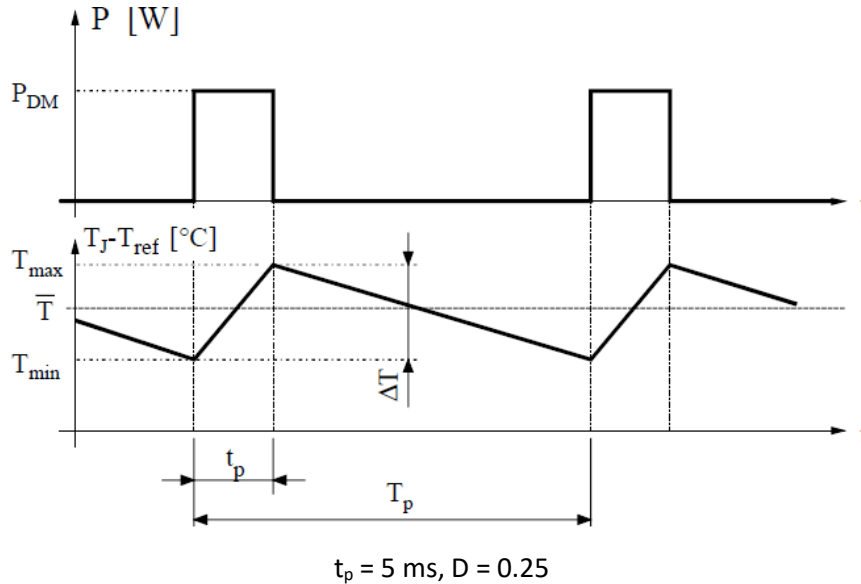 P [W]
P_DM
T_J-T_ref [°C]
T_max
T̅
T_min
ΔT
t_p
T_p
t_p = 5 ms, D = 0.25